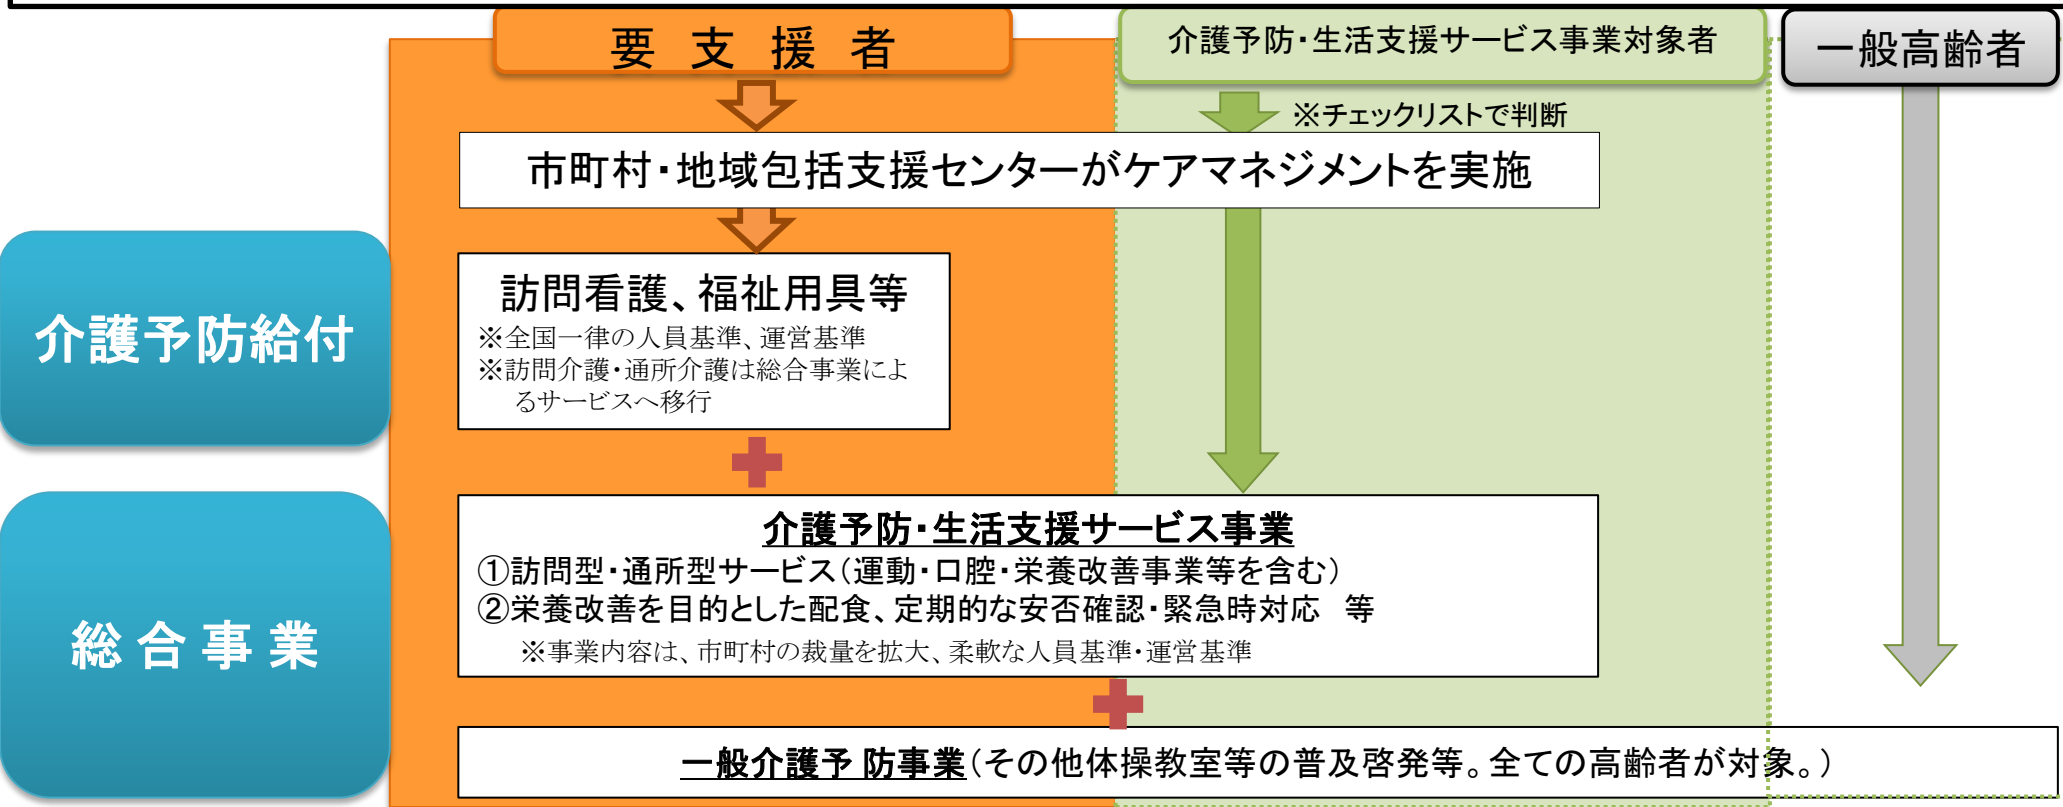 要支援者
介護予防・生活支援サービス事業対象者
一般高齢者
※チェックリストで判断
市町村・地域包括支援センターがケアマネジメントを実施
介護予防給付
訪問看護、福祉用具等
※全国一律の人員基準、運営基準
※訪問介護・通所介護は総合事業によ
るサービスへ移行
総合事業
介護予防・生活支援サービス事業
①訪問型・通所型サービス（運動・口腔・栄養改善事業等を含む）
②栄養改善を目的とした配食、定期的な安否確認・緊急時対応　等
※事業内容は、市町村の裁量を拡大、柔軟な人員基準・運営基準
一般介護予防事業（その他体操教室等の普及啓発等。全ての高齢者が対象。）